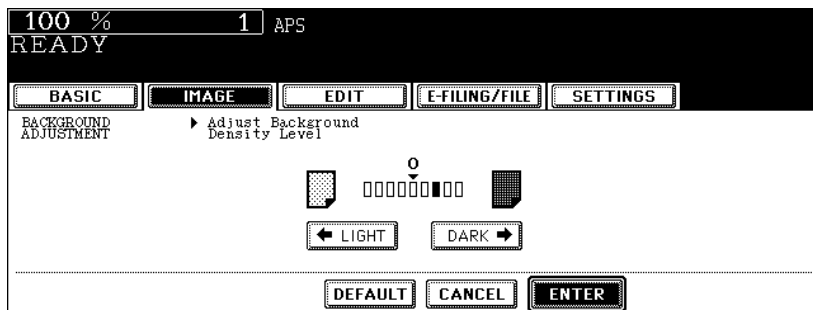 100 % 1 APS
READY
BASIC IMAGE EDIT E-FILING/FILE SETTINGS
BACKGROUND ADJUSTMENT
Adjust Background
Density Level
0
LIGHT DARK
DEFAULT CANCEL ENTER